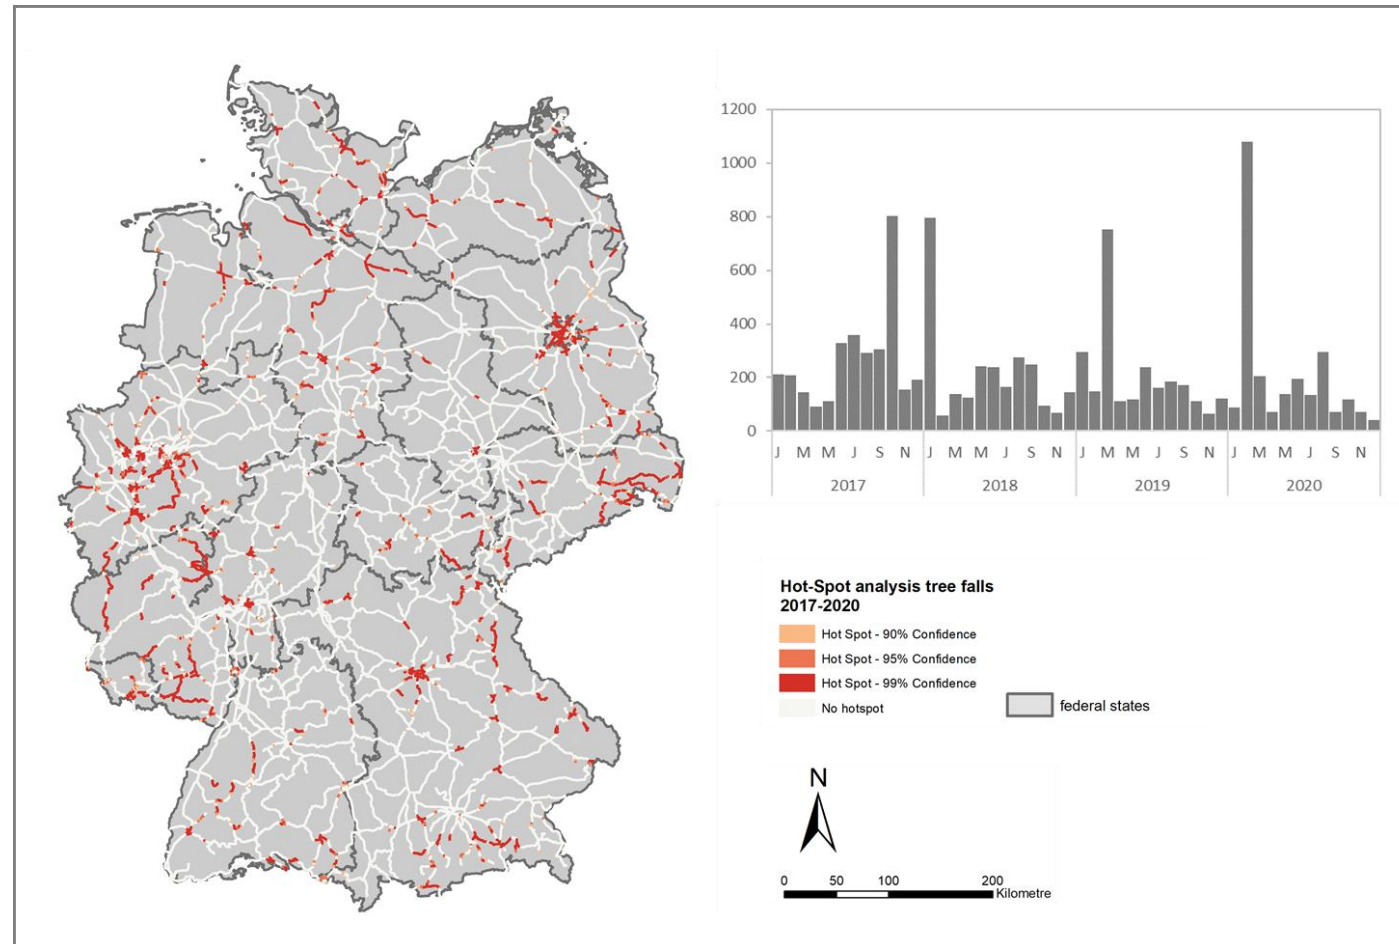 1200
1000
800
600
400
200
0
J M M J S N J M M J S N J M M J S N J M M J S N
2017 2018 2019 2020
Hot-Spot analysis tree falls
2017-2020
Hot Spot - 90% Confidence
Hot Spot - 95% Confidence
Hot Spot - 99% Confidence
No hotspot
federal states
N
0 50 100 200
Kilometre